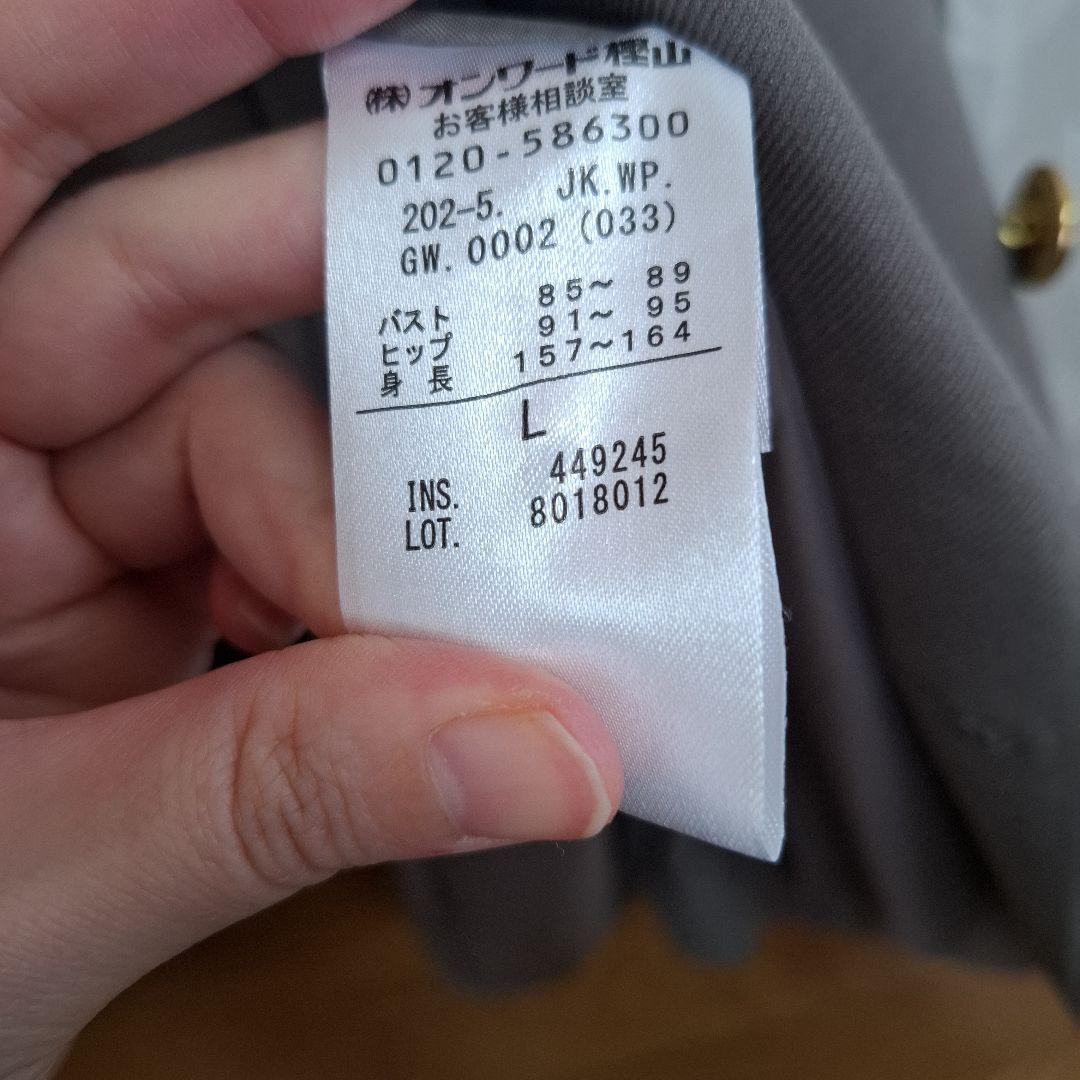 (株)オンワード樫山
お客様相談室
0120-586300
202-5. JK.WP.
GW. 0002 (033)
バスト 85〜 89
ヒップ 91〜 95
身長 157〜164
L
INS. 449245
LOT. 8018012